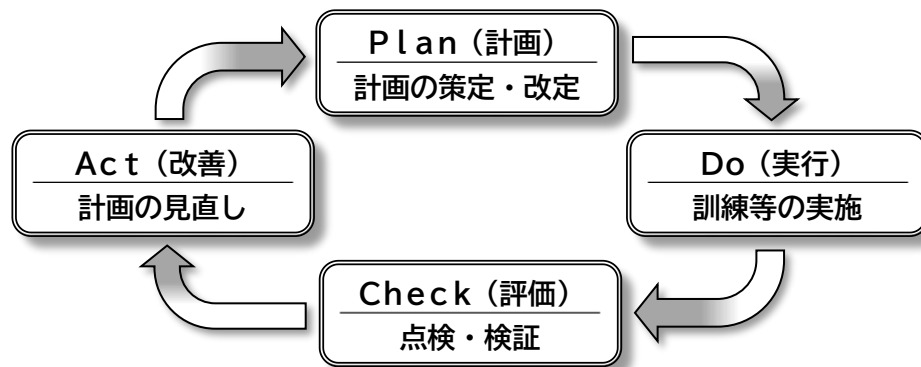 Ｐｌａｎ（計画）
計画の策定・改定
Ａｃｔ（改善）
計画の見直し
Ｄｏ（実行）
訓練等の実施
Ｃｈｅｃｋ（評価）
点検・検証